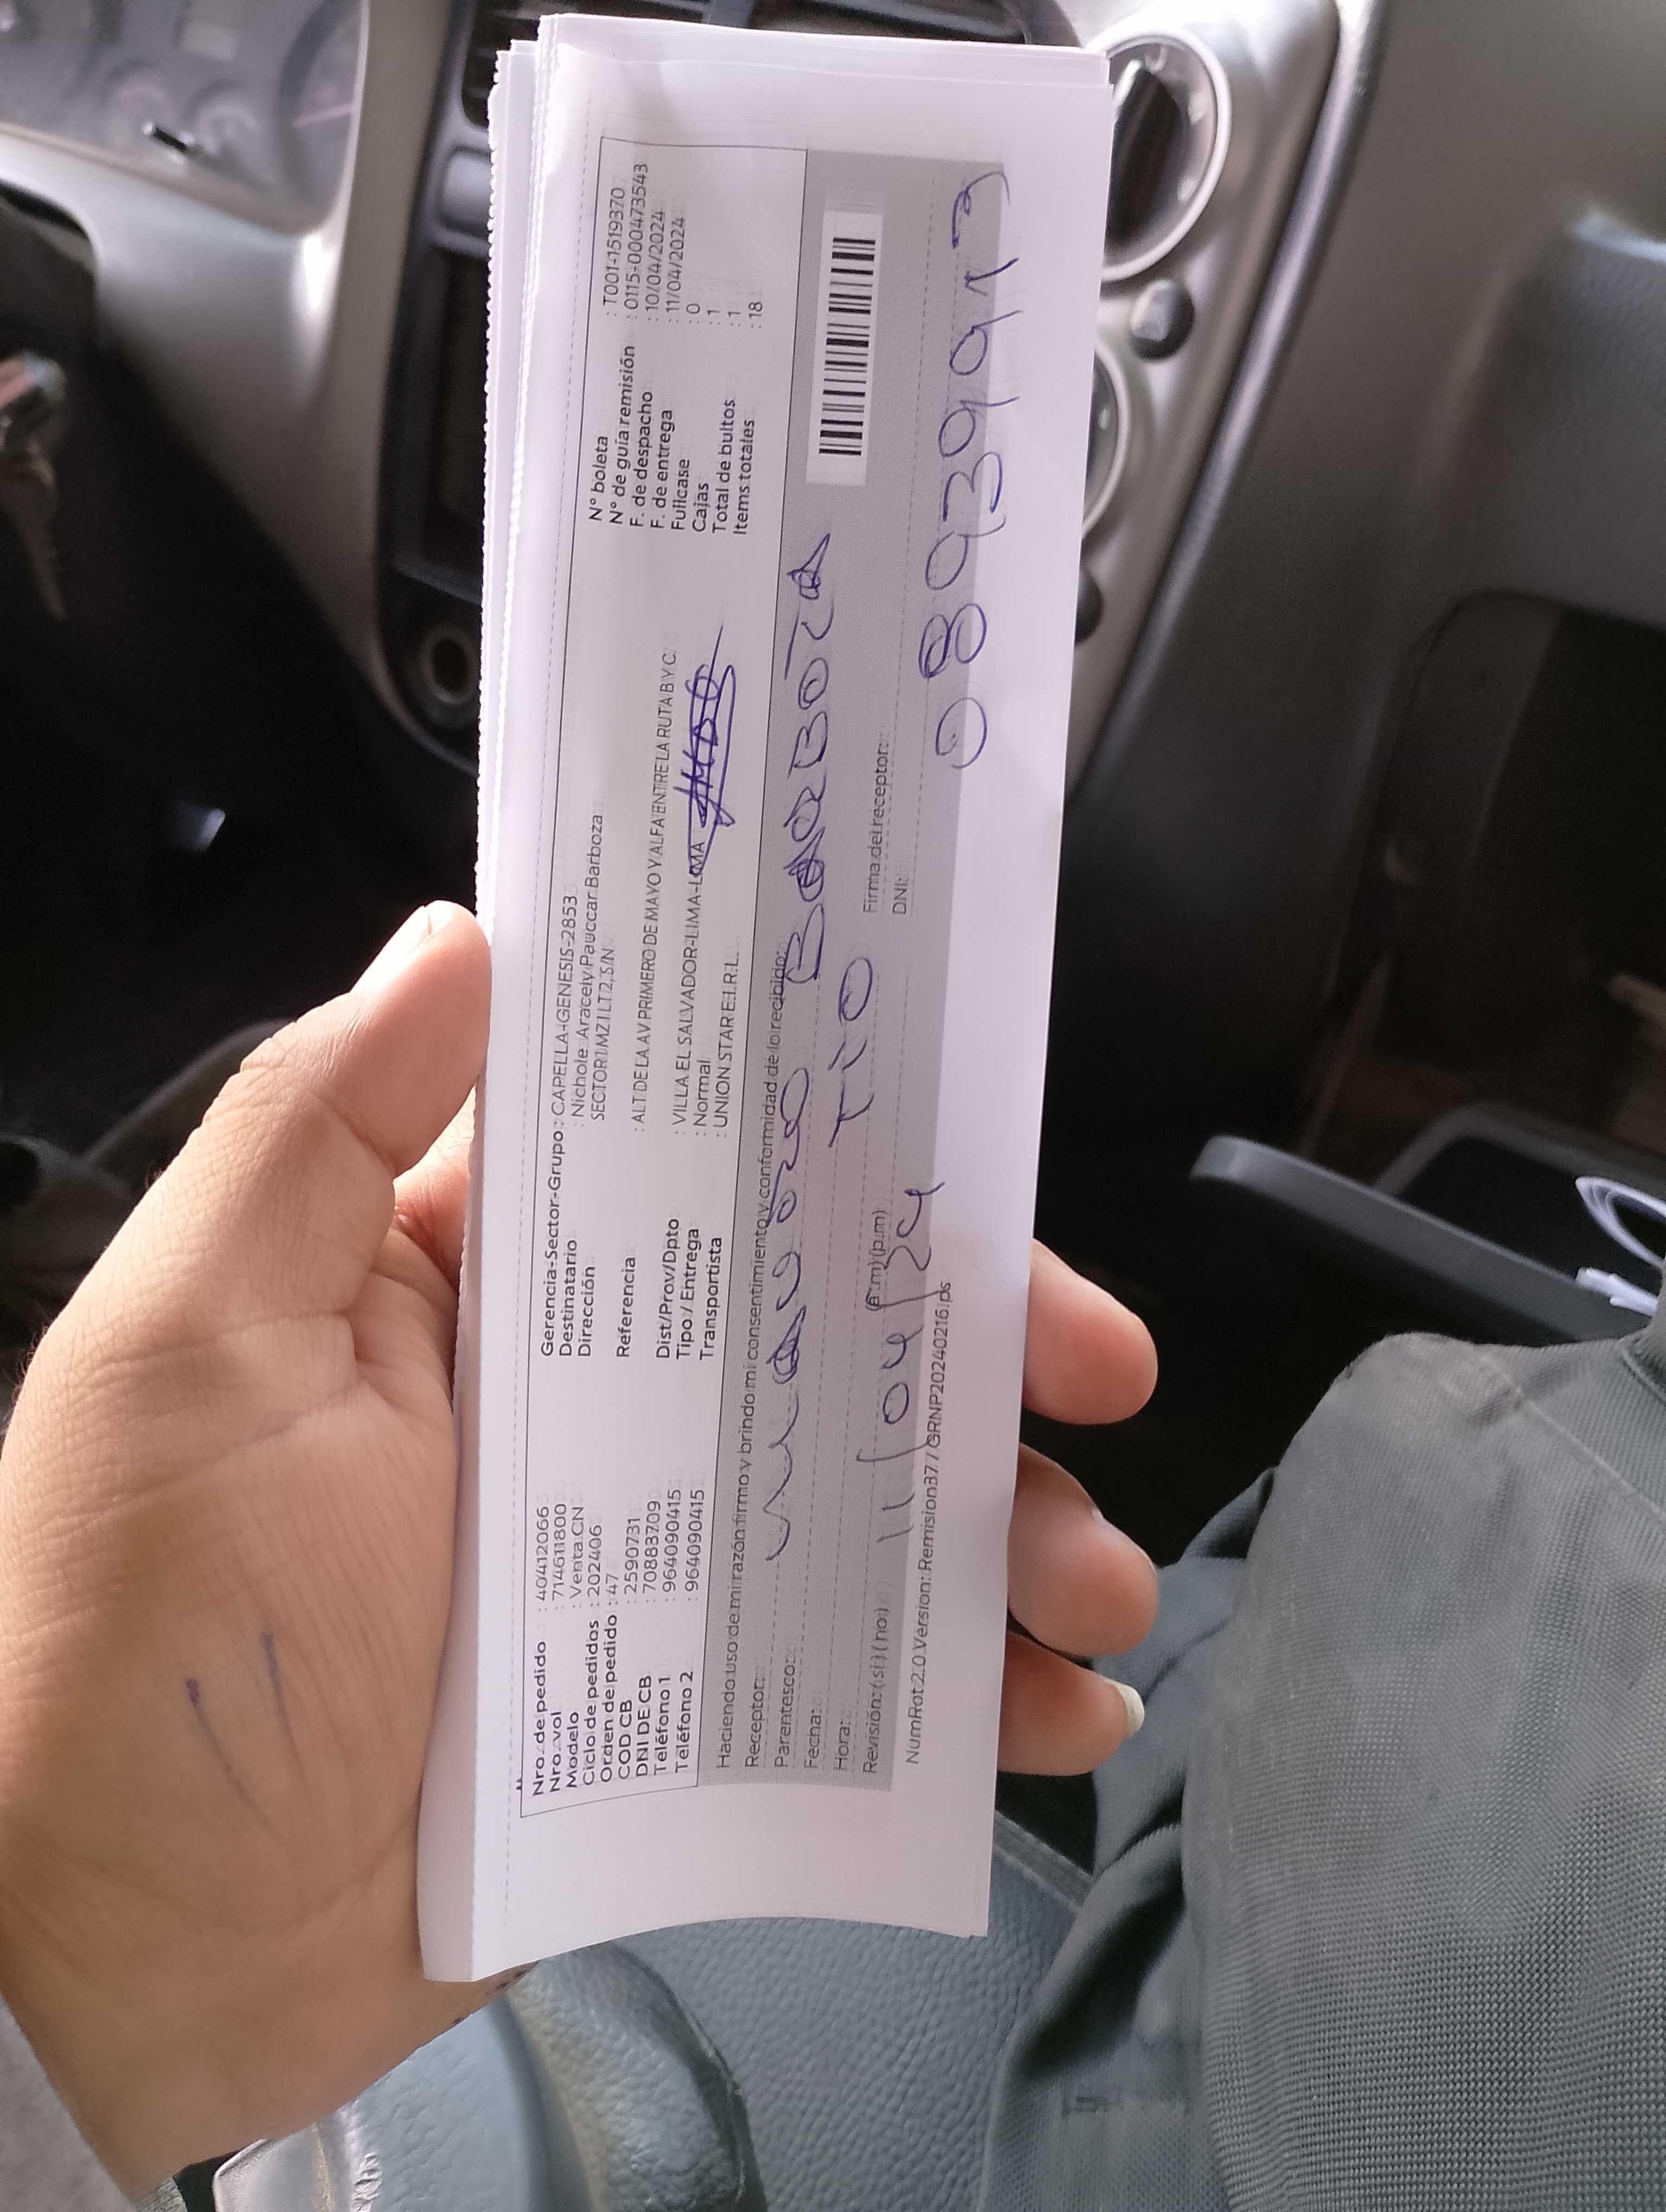 Nro. de pedido : 40412066
Nro. vol : 714611800
Modelo : Venta CN
Ciclo de pedidos : 202406
Orden de pedido : 47
COD CB : 2590731
DNI DE CB : 70883709
Teléfono 1 : 964090415
Teléfono 2 : 964090415
Gerencia-Sector-Grupo : CAPELLA-GENESIS-2853
Destinatario : Nichole Aracely Pauccar Barboza
Dirección SECTOR 1 MZ I LT 2, S/N
Referencia : ALT DE LA AV PRIMERO DE MAYO Y ALFA ENTRE LA RUTA B Y C
Dist/Prov/Dpto : VILLA EL SALVADOR-LIMA-LIMA
Tipo / Entrega : Normal
Transportista : UNION STAR E.I.R.L.
N° boleta : T001-1519370
N° de guía remisión : 0115-000473543
F. de despacho : 10/04/2024
F. de entrega : 11/04/2024
Fullcase : 0
Cajas : 1
Total de bultos : 1
Items totales : 18
Haciendo uso de mi razón firmo y brindo mi consentimiento y conformidad de lo recibido:
Receptor: Barboza
Parentesco: Tio
Fecha: 11/04/24
Hora: (a.m) (p.m)
Revisión: (si) (no)
Firma del receptor:
DNI: 08939913
NumRot 2.0 Version: Remision37 / GRNP20240216.ps